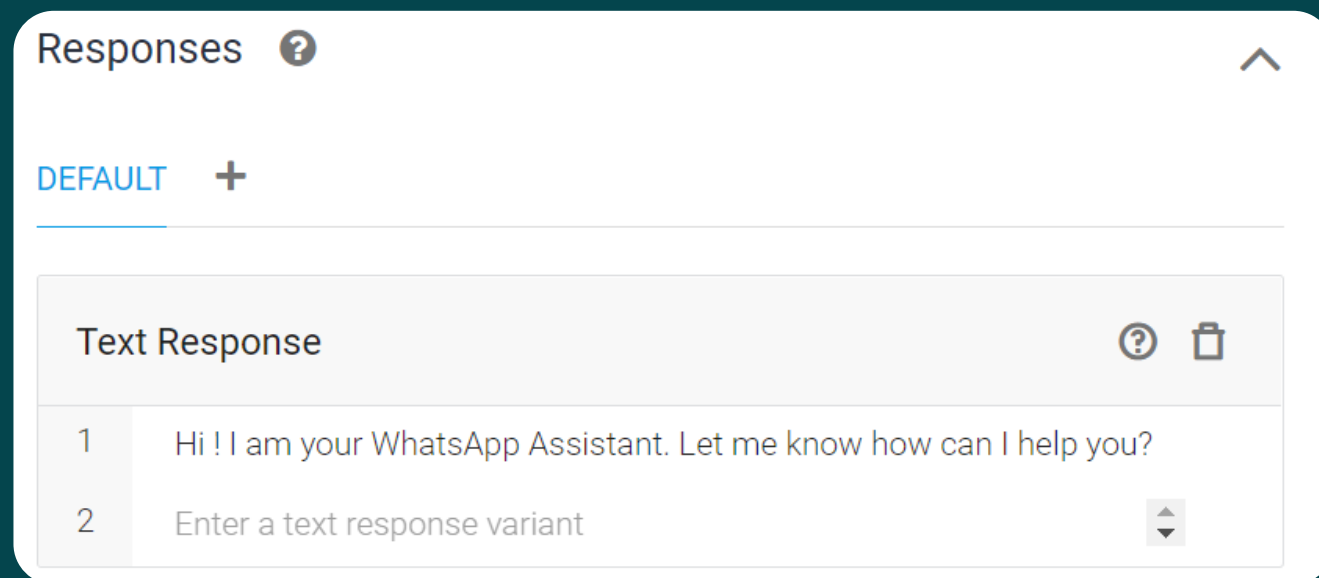 Responses
DEFAULT
Text Response
1 Hi ! I am your WhatsApp Assistant. Let me know how can I help you?
2 Enter a text response variant